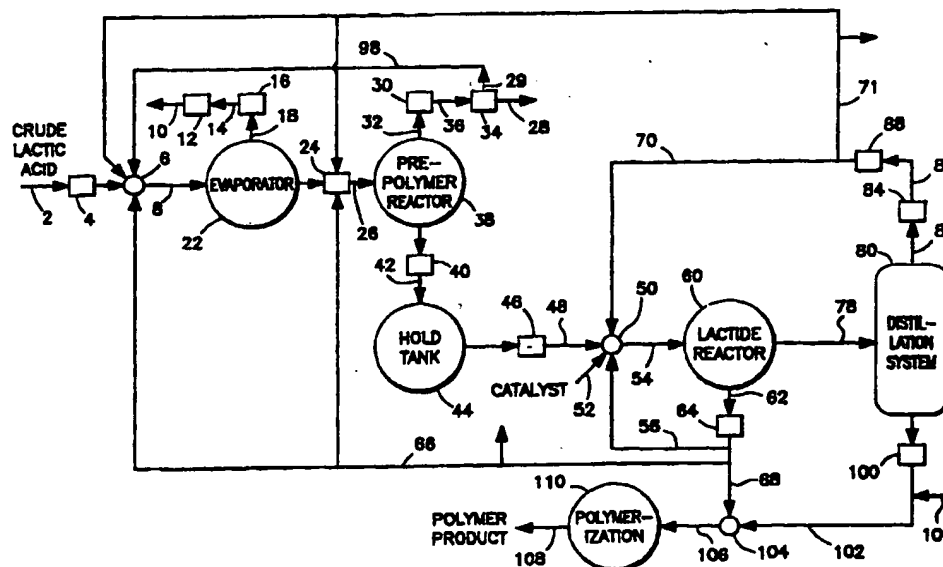 98
16
30
29
71
10
12
14
18
32
36
34
28
CRUDE
LACTIC
ACID
6
24
PRE-
POLYMER
REACTOR
70
88
84
EVAPORATOR
2
4
8
22
26
38
80
42
40
60
46
48
50
78
HOLD
TANK
LACTIDE
REACTOR
DISTIL-
LATION
SYSTEM
CATALYST
52
54
62
44
64
56
66
100
110
68
POLYMER
PRODUCT
POLYMER-
IZATION
108
106
104
102